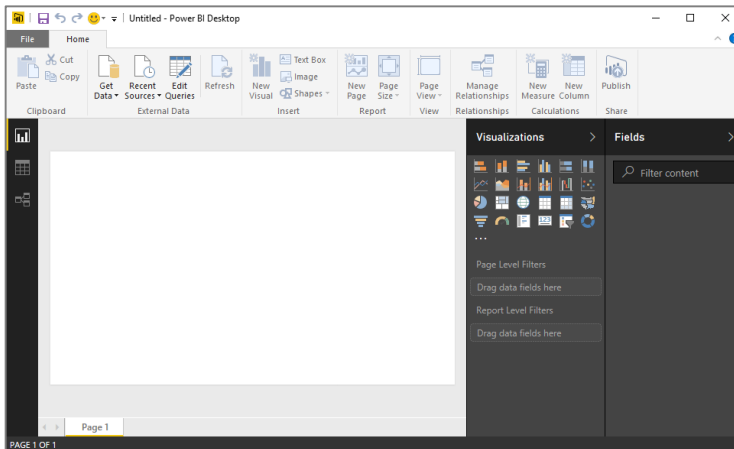 Untitled - Power BI Desktop
File Home
Cut
Copy
Paste
Get Data
Recent Sources
Edit Queries
Refresh
New Visual
Text Box
Image
Shapes
New Page
Page Size
Page View
Manage Relationships
New Measure
New Column
Publish
Clipboard External Data Insert Report View Relationships Calculations Share
Visualizations
Fields
Filter content
123
...
Page Level Filters
Drag data fields here
Report Level Filters
Drag data fields here
Page 1
PAGE 1 OF 1